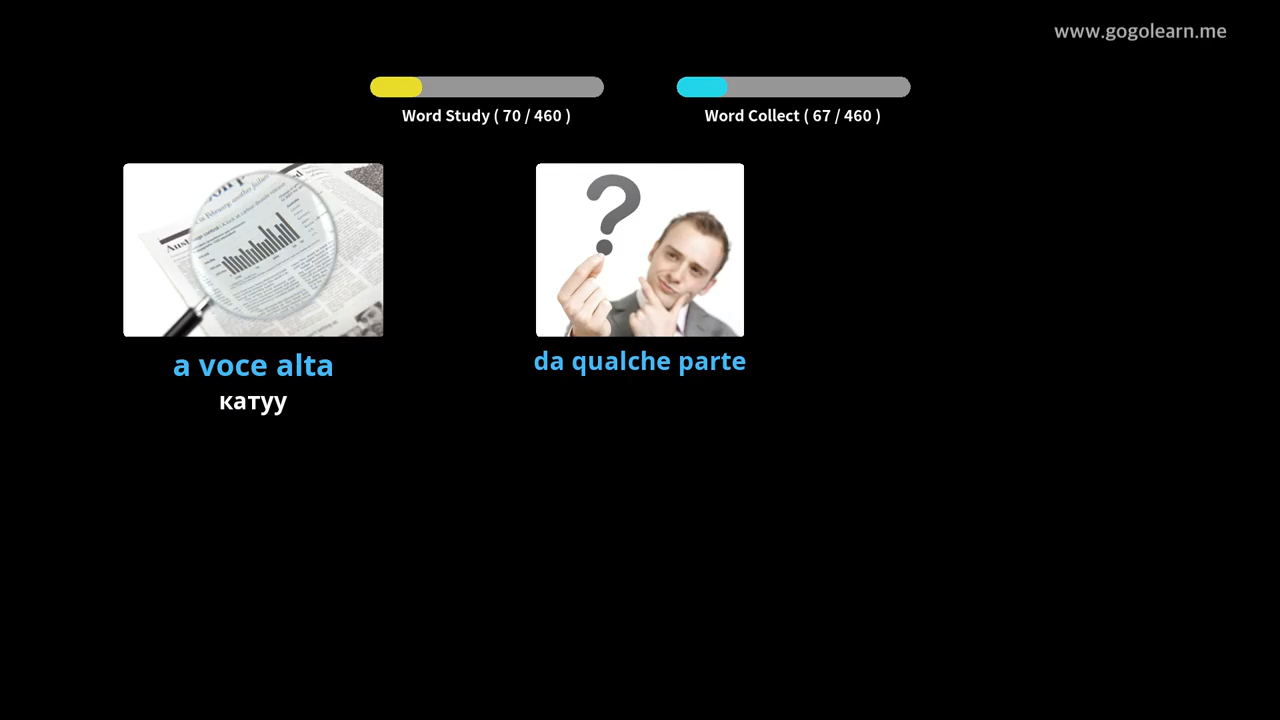 www.gogolearn.me
Word Study ( 70 / 460 )
Word Collect ( 67 / 460 )
a voce alta
катуу
da qualche parte